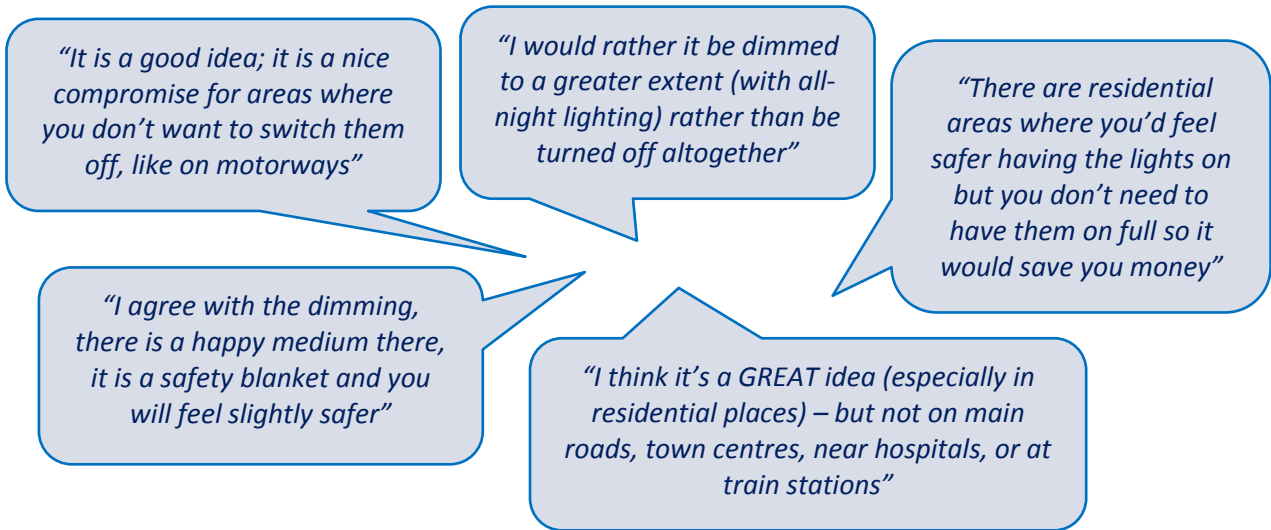 “It is a good idea; it is a nice
compromise for areas where
you don’t want to switch them
off, like on motorways”
“I would rather it be dimmed
to a greater extent (with all-
night lighting) rather than be
turned off altogether”
“There are residential
areas where you’d feel
safer having the lights on
but you don’t need to
have them on full so it
would save you money”
“I agree with the dimming,
there is a happy medium there,
it is a safety blanket and you
will feel slightly safer”
“I think it’s a GREAT idea (especially in
residential places) – but not on main
roads, town centres, near hospitals, or at
train stations”